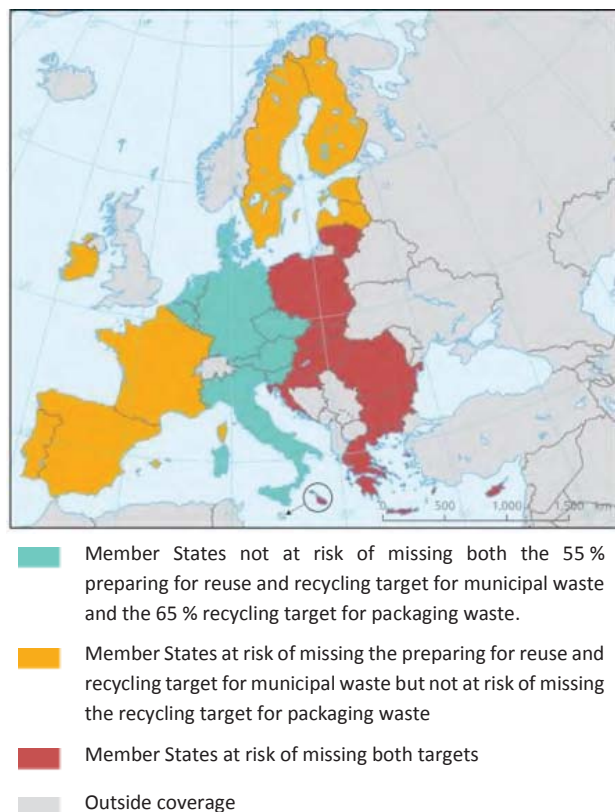 0 500 1,000 1,500 km
Member States not at risk of missing both the 55 %
preparing for reuse and recycling target for municipal waste
and the 65 % recycling target for packaging waste.
Member States at risk of missing the preparing for reuse and
recycling target for municipal waste but not at risk of missing
the recycling target for packaging waste
Member States at risk of missing both targets
Outside coverage